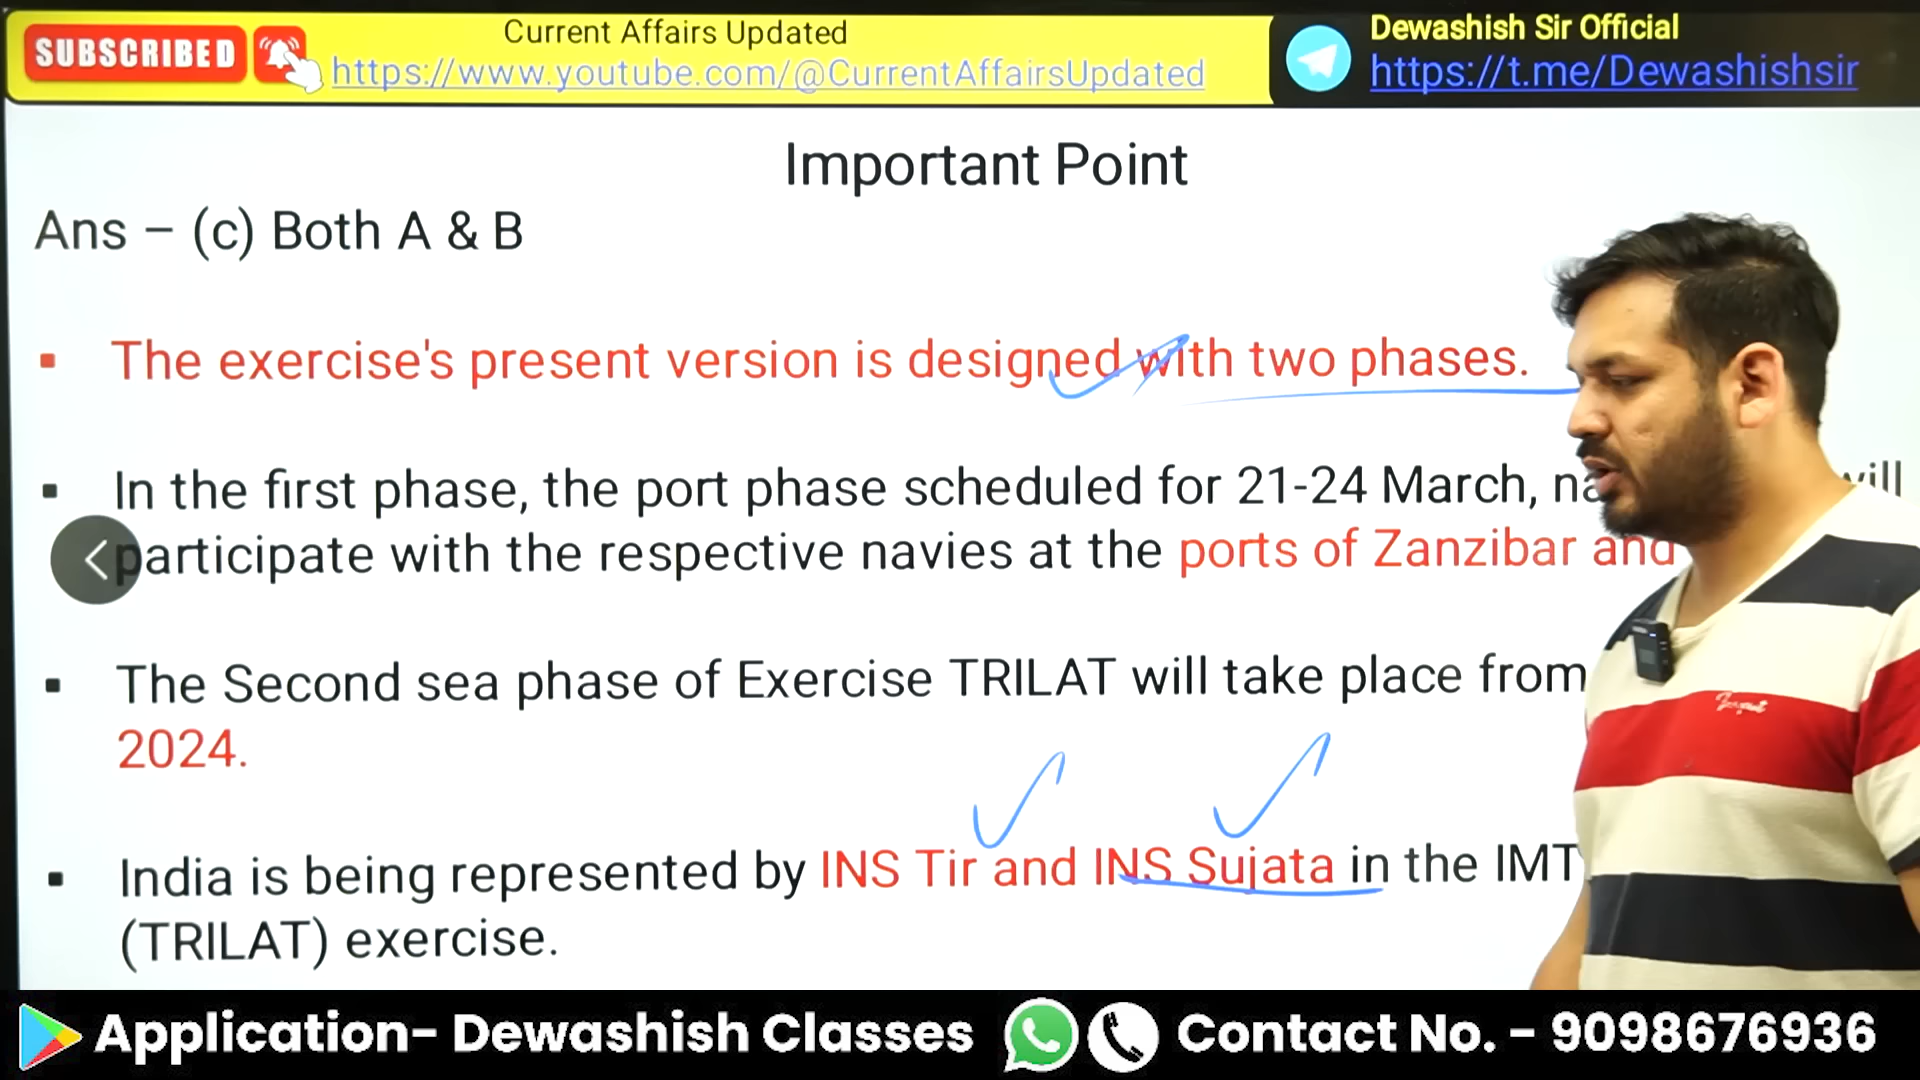 SUBSCRIBED
Current Affairs Updated
https://www.youtube.com/@CurrentAffairsUpdated
Dewashish Sir Official
https://t.me/Dewashishsir
Important Point
Ans – (c) Both A & B
▪ The exercise's present version is designed with two phases.
▪ In the first phase, the port phase scheduled for 21-24 March, will
participate with the respective navies at the ports of Zanzibar and
▪ The Second sea phase of Exercise TRILAT will take place from
2024.
▪ India is being represented by INS Tir and INS Sujata in the IMT
(TRILAT) exercise.
Application- Dewashish Classes
Contact No. - 9098676936